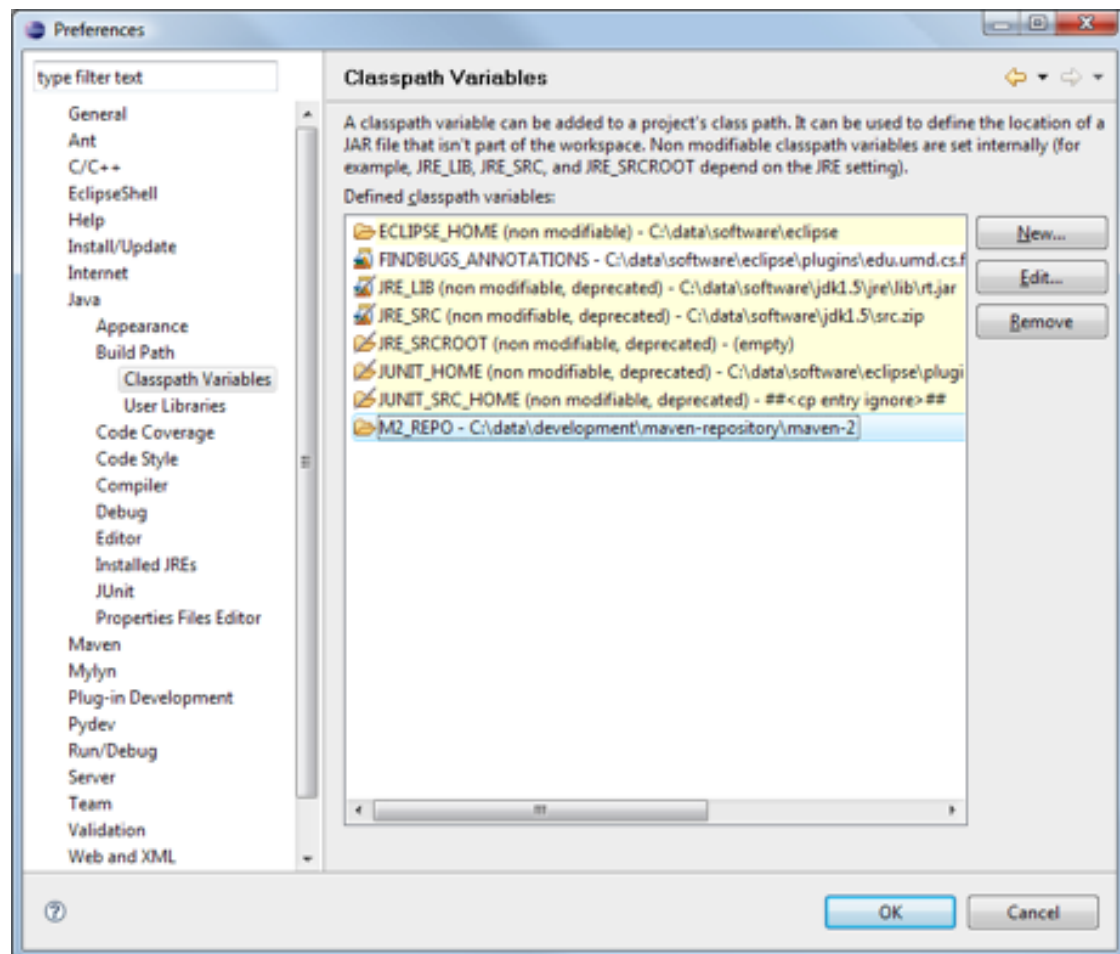 Preferences
type filter text
General
Ant
C/C++
EclipseShell
Help
Install/Update
Internet
Java
Appearance
Build Path
Classpath Variables
User Libraries
Code Coverage
Code Style
Compiler
Debug
Editor
Installed JREs
JUnit
Properties Files Editor
Maven
Mylyn
Plug-in Development
Pydev
Run/Debug
Server
Team
Validation
Web and XML
Classpath Variables
A classpath variable can be added to a project's class path. It can be used to define the location of a
JAR file that isn't part of the workspace. Non modifiable classpath variables are set internally (for
example, JRE_LIB, JRE_SRC, and JRE_SRCROOT depend on the JRE setting).
Defined classpath variables:
ECLIPSE_HOME (non modifiable) - C:\data\software\eclipse
FINDBUGS_ANNOTATIONS - C:\data\software\eclipse\plugins\edu.umd.cs.f
JRE_LIB (non modifiable, deprecated) - C:\data\software\jdk1.5\jre\lib\rt.jar
JRE_SRC (non modifiable, deprecated) - C:\data\software\jdk1.5\src.zip
JRE_SRCROOT (non modifiable, deprecated) - (empty)
JUNIT_HOME (non modifiable, deprecated) - C:\data\software\eclipse\plugi
JUNIT_SRC_HOME (non modifiable, deprecated) - ##<cp entry ignore>##
M2_REPO - C:\data\development\maven-repository\maven-2
New...
Edit...
Remove
OK
Cancel